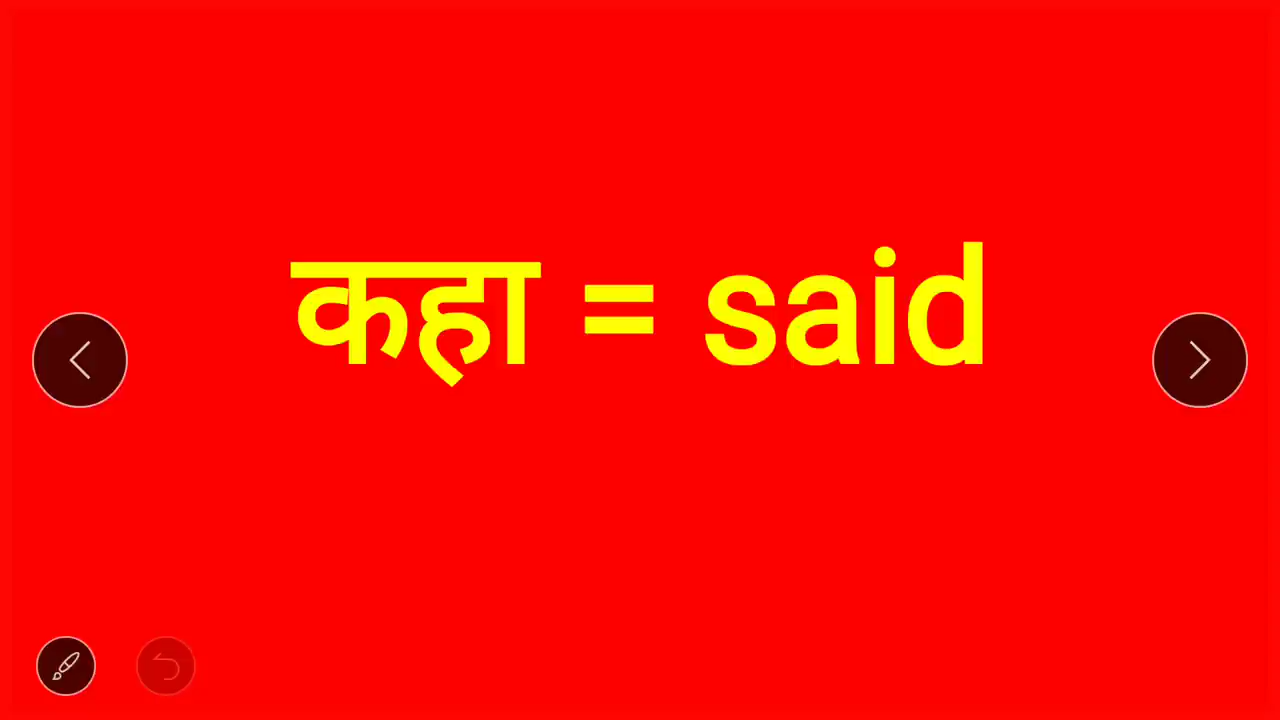 कहा = said